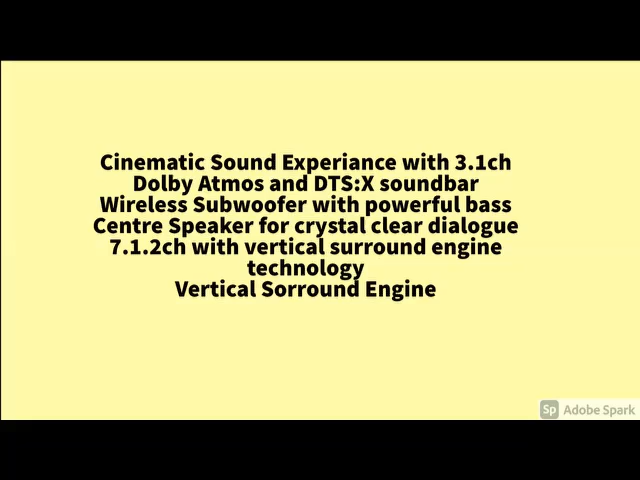 Cinematic Sound Experiance with 3.1ch
Dolby Atmos and DTS:X soundbar
Wireless Subwoofer with powerful bass
Centre Speaker for crystal clear dialogue
7.1.2ch with vertical surround engine
technology
Vertical Sorround Engine
Sp Adobe Spark